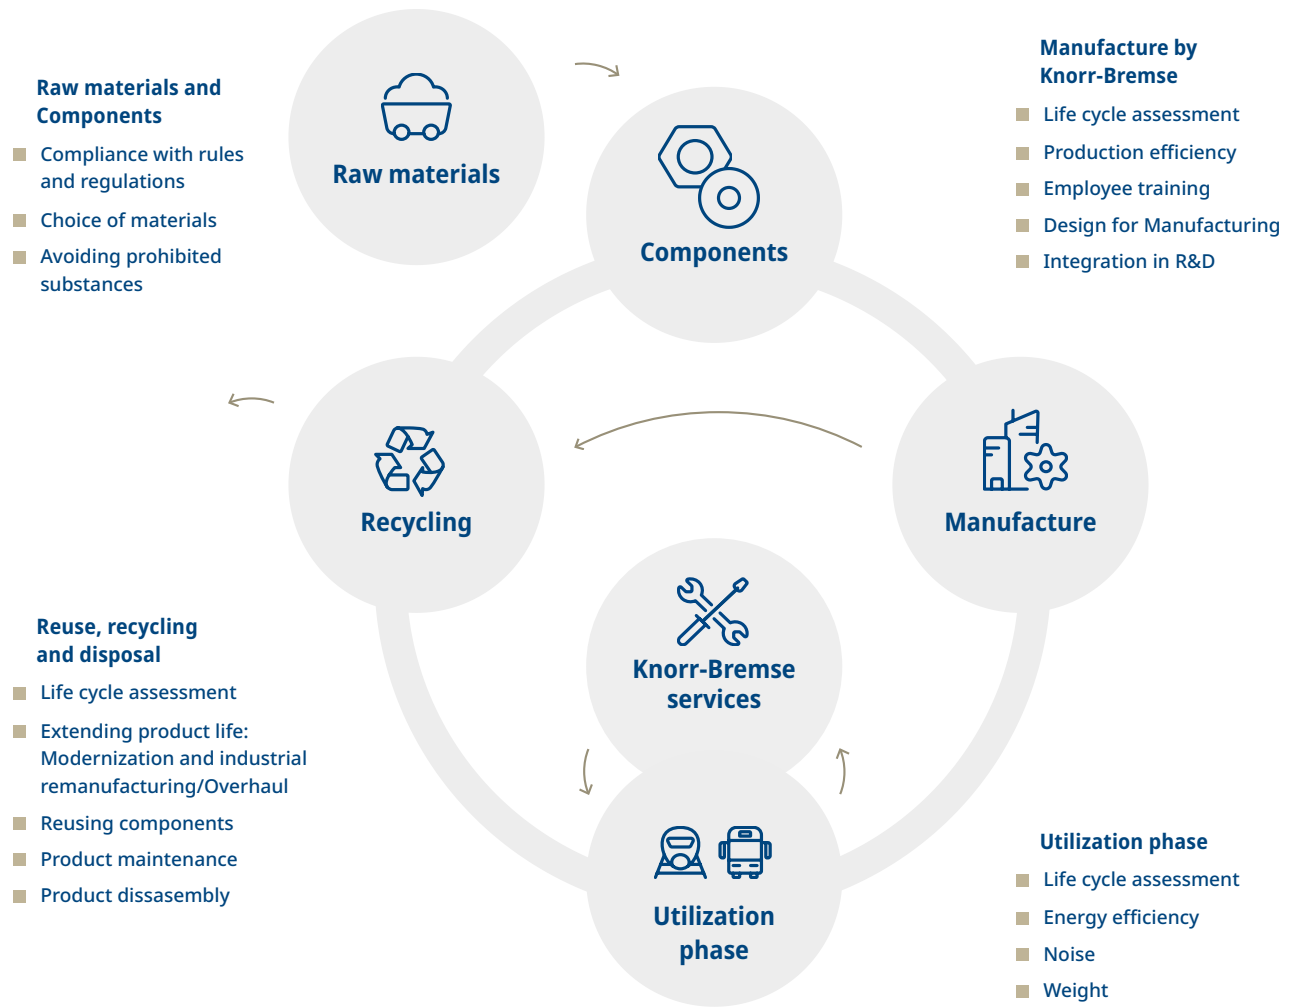 Raw materials and
Components
Compliance with rules
and regulations
Choice of materials
Avoiding prohibited
substances
Raw materials
Components
Manufacture by
Knorr-Bremse
Life cycle assessment
Production efficiency
Employee training
Design for Manufacturing
Integration in R&D
Recycling
Manufacture
Knorr-Bremse
services
Reuse, recycling
and disposal
Life cycle assessment
Extending product life:
Modernization and industrial
remanufacturing/Overhaul
Reusing components
Product maintenance
Product dissasembly
Utilization
phase
Utilization phase
Life cycle assessment
Energy efficiency
Noise
Weight